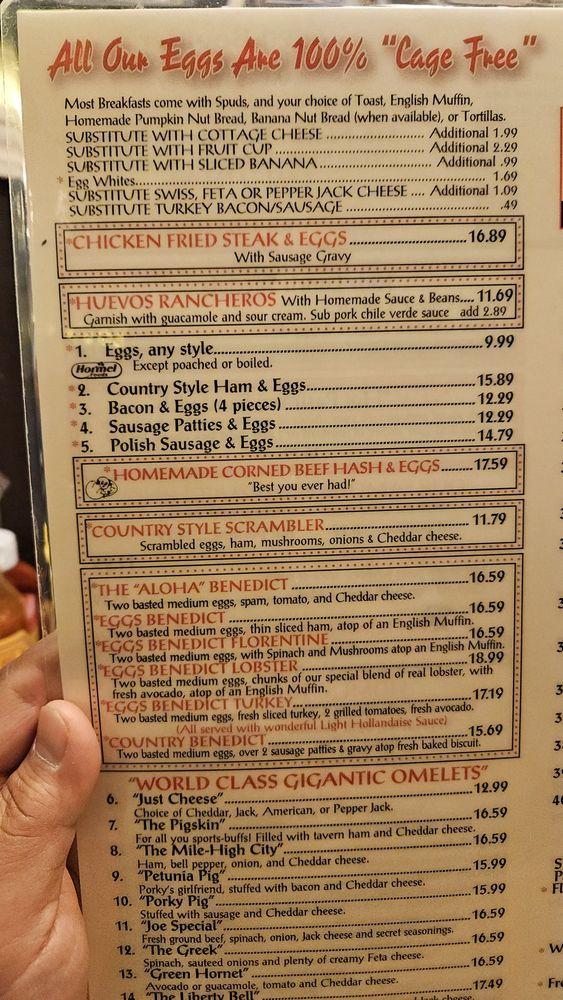 All Our Eggs Are 100% "Cage Free"
Most Breakfasts come with Spuds, and your choice of Toast, English Muffin,
Homemade Pumpkin Nut Bread, Banana Nut Bread (when available), or Tortillas.
SUBSTITUTE WITH COTTAGE CHEESE ........................ Additional 1.99
SUBSTITUTE WITH FRUIT CUP ..................................... Additional 2.29
SUBSTITUTE WITH SLICED BANANA ........................... Additional .99
* Egg Whites.................................................................................. 1.69
SUBSTITUTE SWISS, FETA OR PEPPER JACK CHEESE .... Additional 1.09
SUBSTITUTE TURKEY BACON/SAUSAGE ................................... .49
*CHICKEN FRIED STEAK & EGGS ............................16.89
With Sausage Gravy
*HUEVOS RANCHEROS With Homemade Sauce & Beans.... 11.69
Garnish with guacamole and sour cream. Sub pork chile verde sauce add 2.89
*1. Eggs, any style................................................................9.99
Hormel Foods Except poached or boiled.
*2. Country Style Ham & Eggs..........................................15.89
*3. Bacon & Eggs (4 pieces) ..............................................12.29
*4. Sausage Patties & Eggs................................................12.29
*5. Polish Sausage & Eggs.................................................14.79
*HOMEMADE CORNED BEEF HASH & EGGS........17.59
"Best you ever had!"
*COUNTRY STYLE SCRAMBLER.................................. 11.79
Scrambled eggs, ham, mushrooms, onions & Cheddar cheese.
*THE "ALOHA" BENEDICT ..........................................16.59
Two basted medium eggs, spam, tomato, and Cheddar cheese.
*EGGS BENEDICT .......................................................16.59
Two basted medium eggs, thin sliced ham, atop of an English Muffin.
*EGGS BENEDICT FLORENTINE .................................16.59
Two basted medium eggs, with Spinach and Mushrooms atop an English Muffin.
*EGGS BENEDICT LOBSTER ........................................18.99
Two basted medium eggs, chunks of our special blend of real lobster, with
fresh avocado, atop of an English Muffin.
*EGGS BENEDICT TURKEY..........................................17.19
Two basted medium eggs, fresh sliced turkey, 2 grilled tomatoes, fresh avocado.
(All served with wonderful Light Hollandaise Sauce)
*COUNTRY BENEDICT ................................................15.69
Two basted medium eggs, over 2 sausage patties & gravy atop fresh baked biscuit.
"WORLD CLASS GIGANTIC OMELETS"
6. "Just Cheese"..............................................................12.99
Choice of Cheddar, Jack, American, or Pepper Jack.
7. "The Pigskin" .............................................................16.59
For all you sports-buffs! Filled with tavern ham and Cheddar cheese.
8. "The Mile-High City"..................................................16.59
Ham, bell pepper, onion, and Cheddar cheese.
9. "Petunia Pig"..............................................................15.99
Porky's girlfriend, stuffed with bacon and Cheddar cheese.
10. "Porky Pig"................................................................15.99
Stuffed with sausage and Cheddar cheese.
11. "Joe Special"..............................................................16.59
Fresh ground beef, spinach, onion, Jack cheese and secret seasonings.
12. "The Greek"...............................................................16.59
Spinach, sauteed onions and plenty of creamy Feta cheese.
13. "Green Hornet" .........................................................16.59
Avocado or guacamole, tomato and Cheddar cheese.
14. "The Liberty Bell" ......................................................17.49